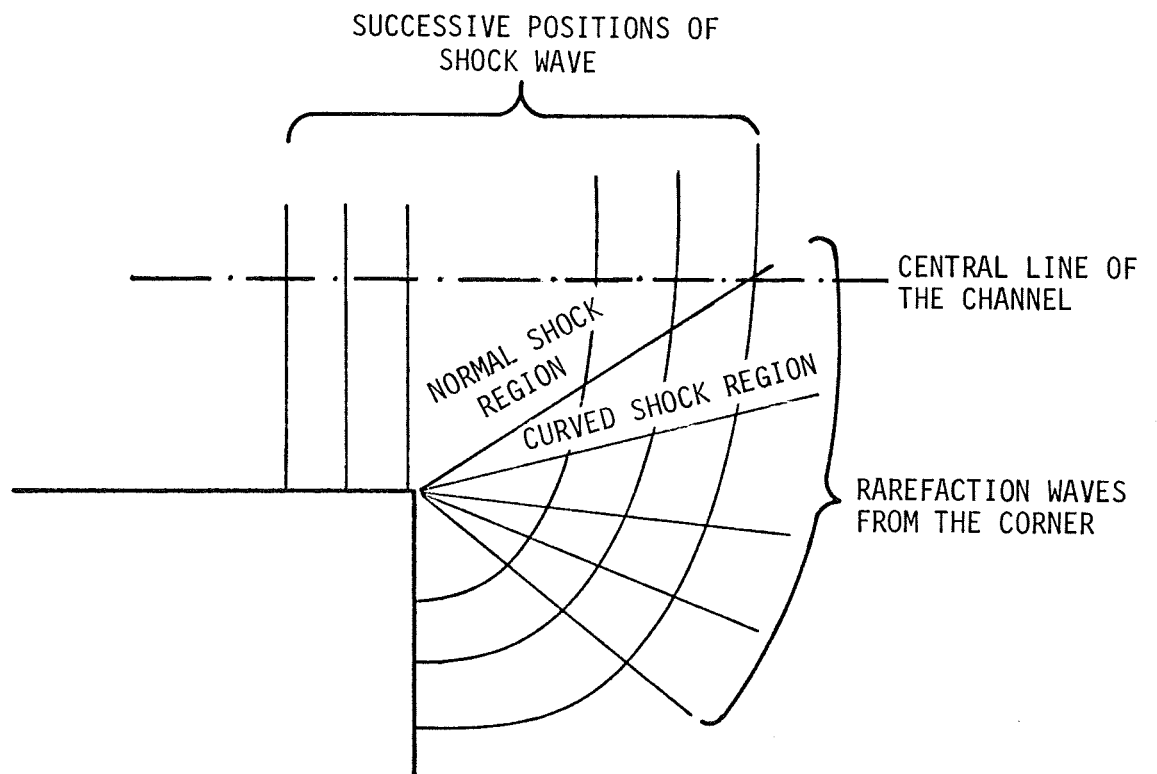 SUCCESSIVE POSITIONS OF
SHOCK WAVE
CENTRAL LINE OF
THE CHANNEL
NORMAL SHOCK
REGION
CURVED SHOCK REGION
RAREFACTION WAVES
FROM THE CORNER